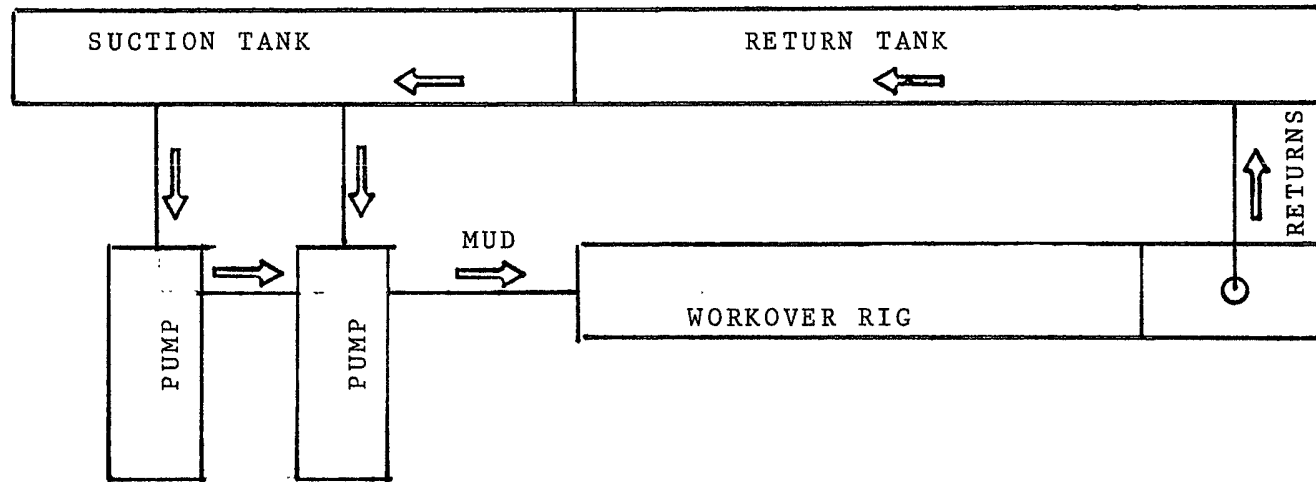 SUCTION TANK
RETURN TANK
RETURNS
MUD
WORKOVER RIG
PUMP
PUMP